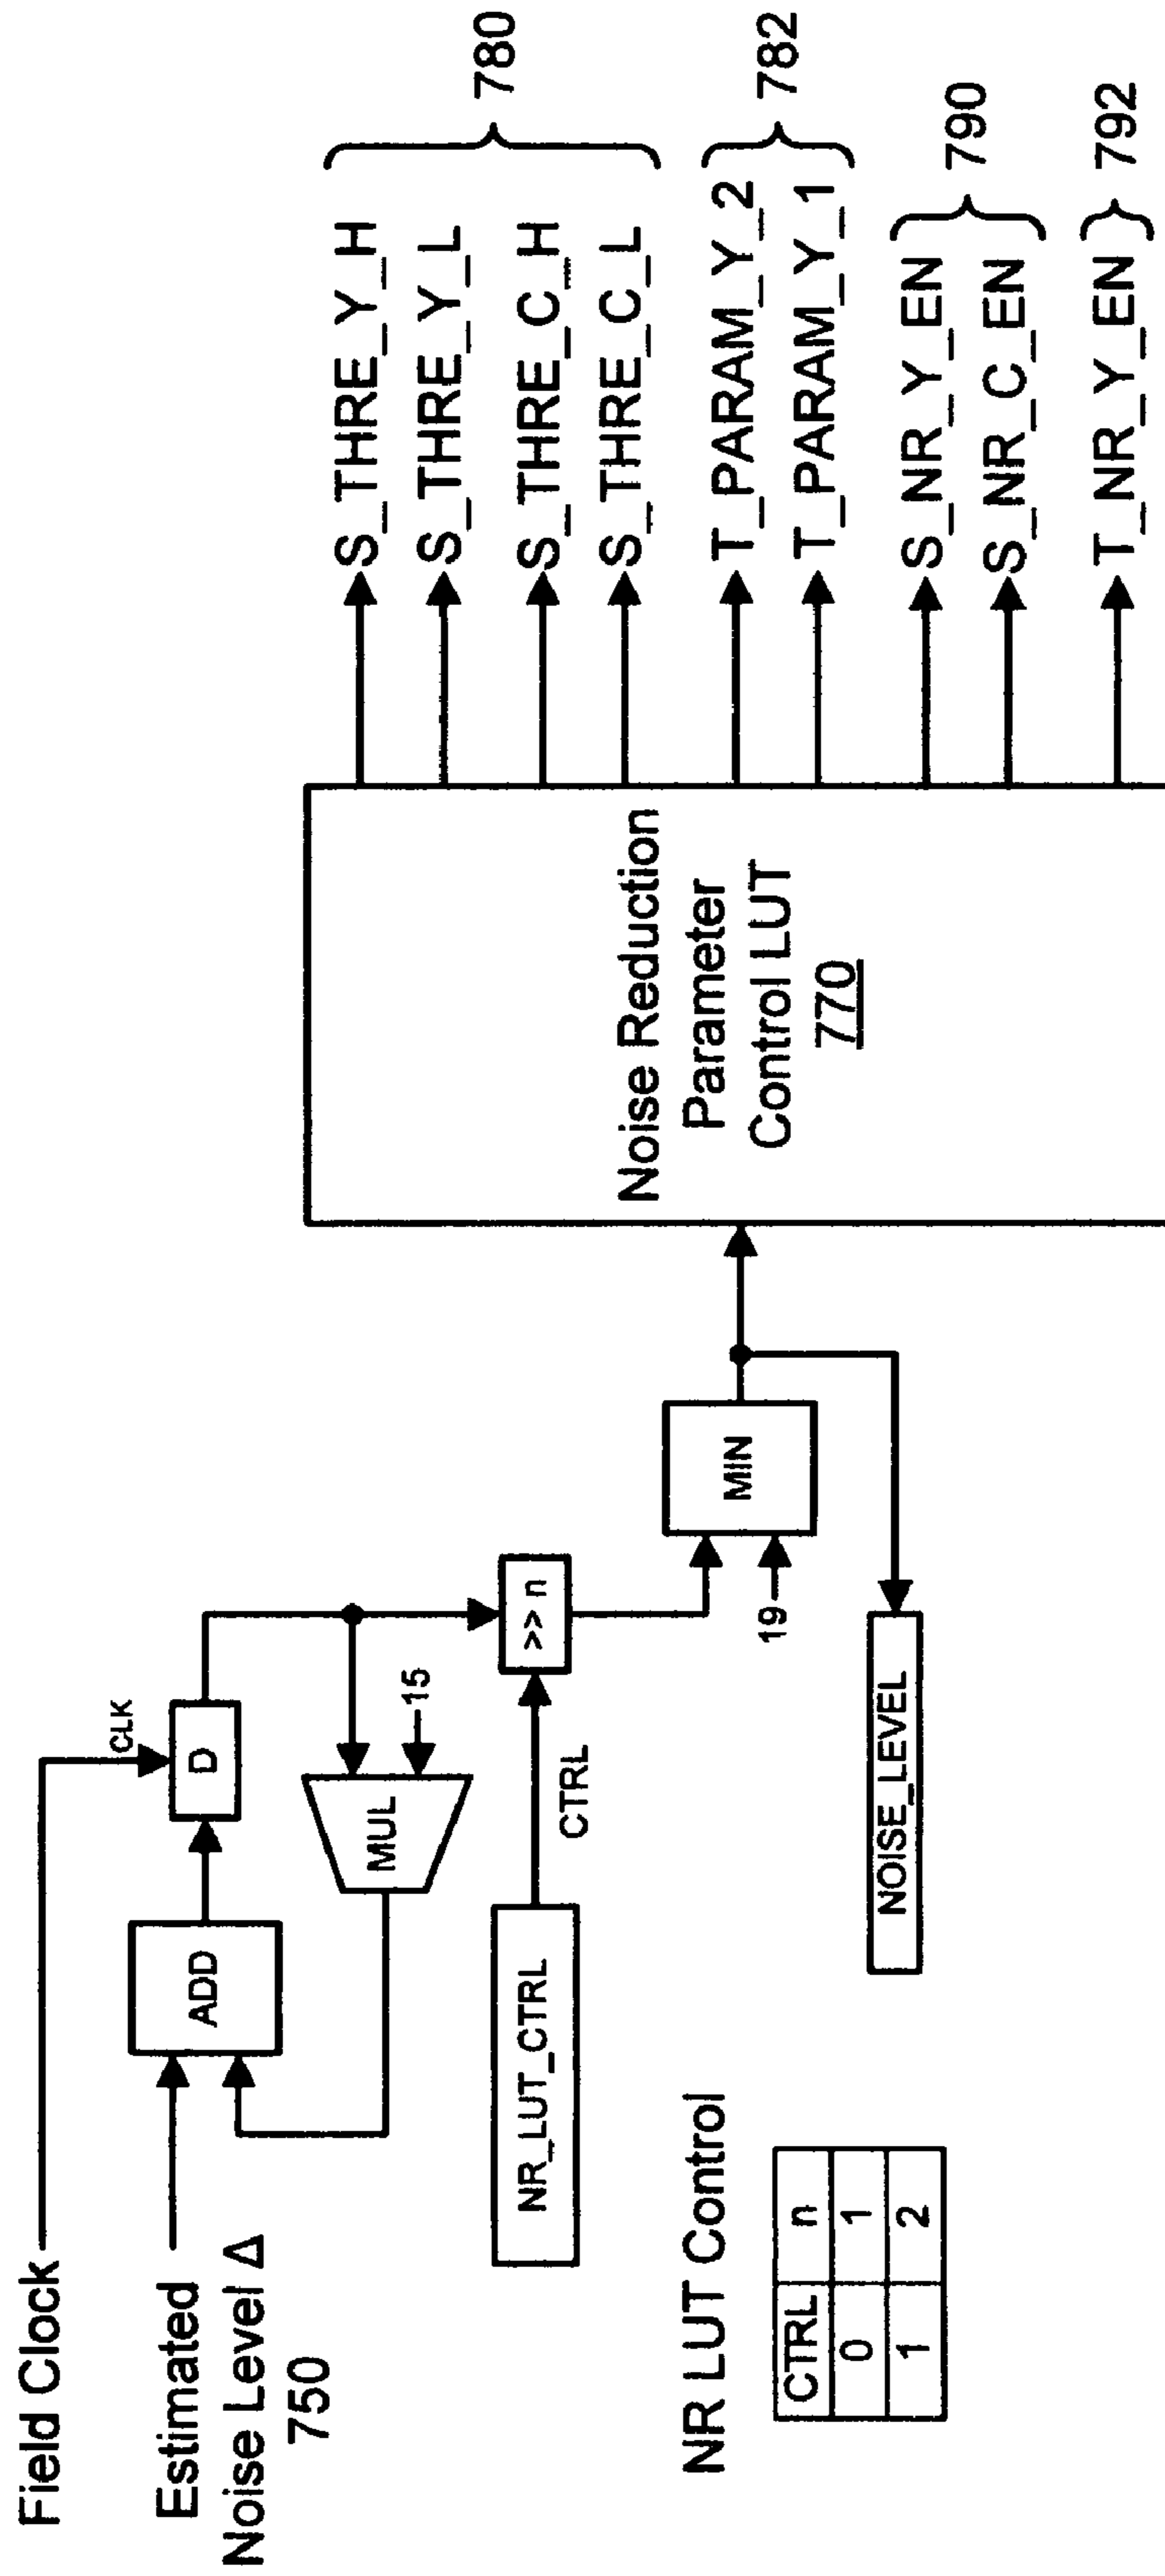 Field Clock
CLK
Estimated
Noise Level Δ
750
ADD
D
MUL
15
NR_LUT_CTRL
CTRL
>> n
NR LUT Control
CTRL n
0 1
1 2
19
MIN
NOISE_LEVEL
Noise Reduction
Parameter
Control LUT
770
S_THRE_Y_H
S_THRE_Y_L
S_THRE_C_H
S_THRE_C_L
780
T_PARAM_Y_2
T_PARAM_Y_1
782
S_NR_Y_EN
S_NR_C_EN
790
T_NR_Y_EN
792